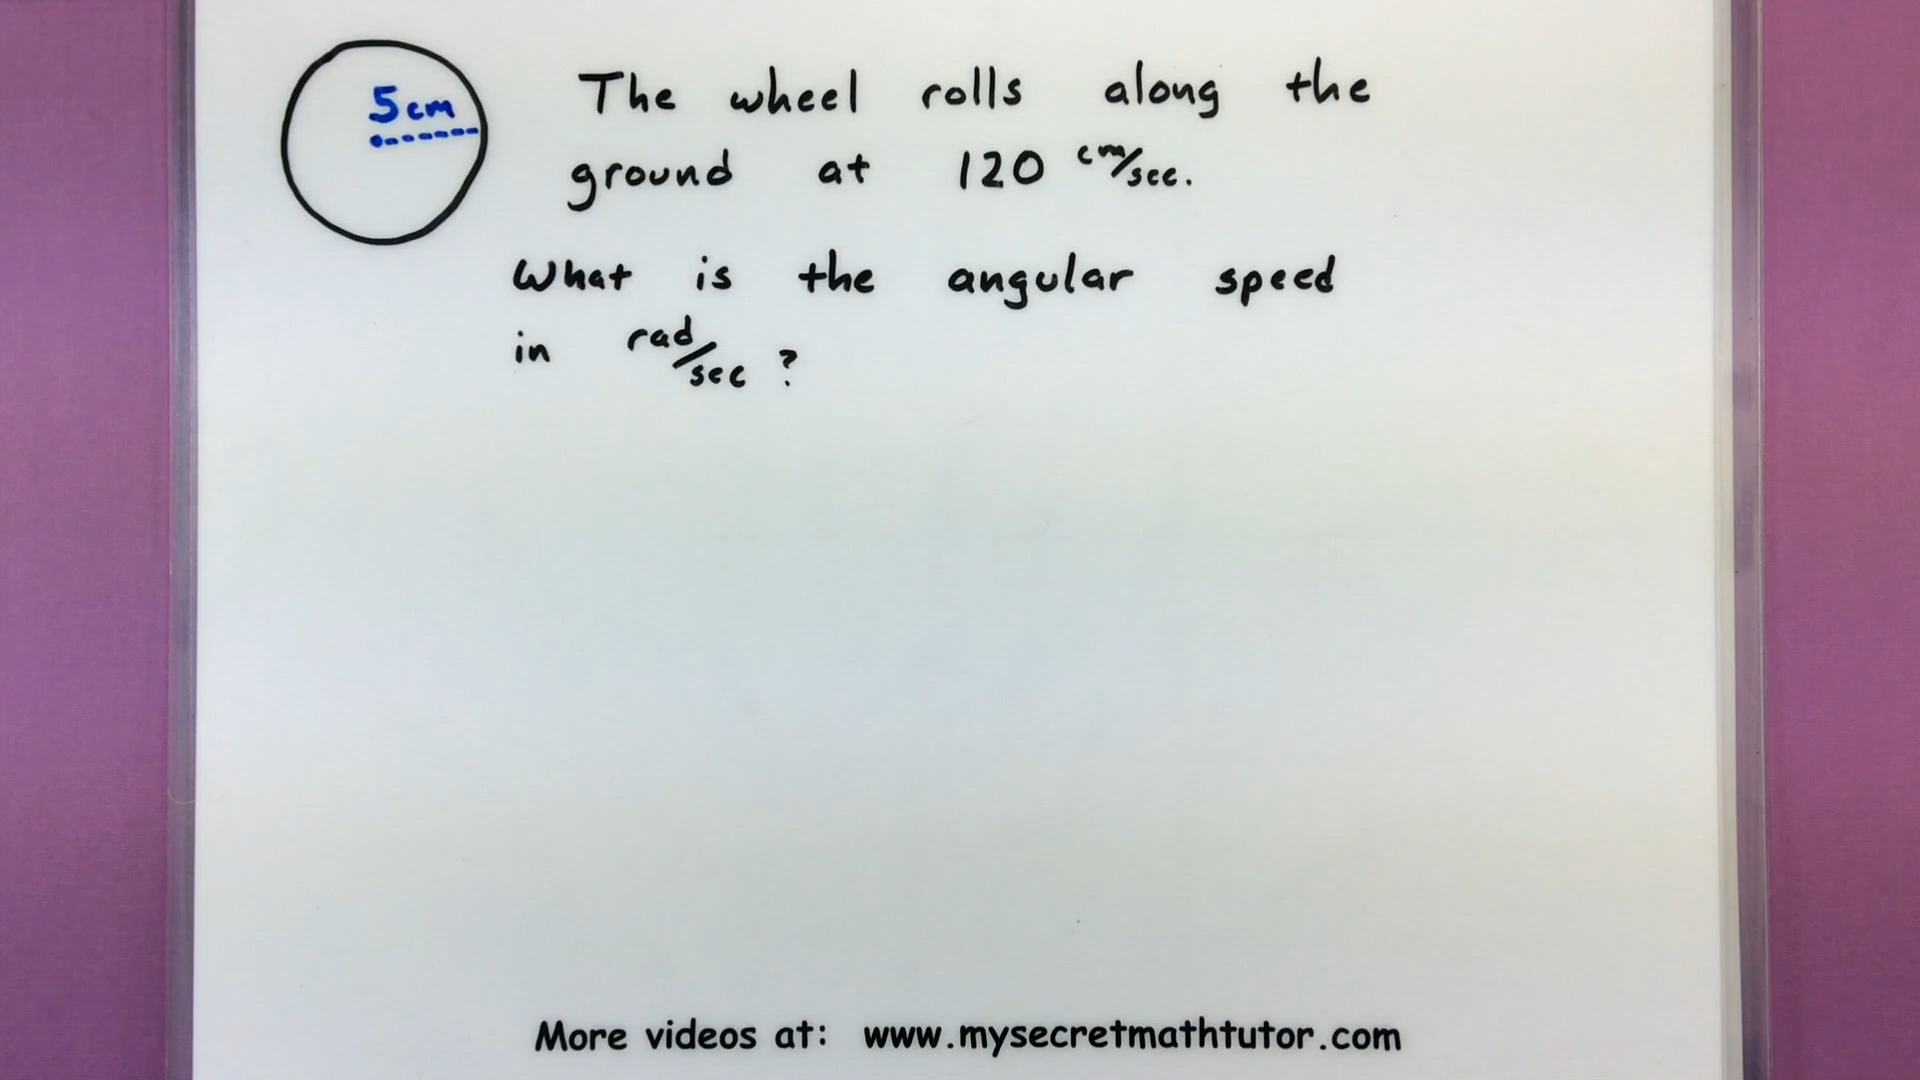 5cm
The wheel rolls along the
ground at 120 cm/sec.
What is the angular speed
in rad/sec ?
More videos at: www.mysecretmathtutor.com